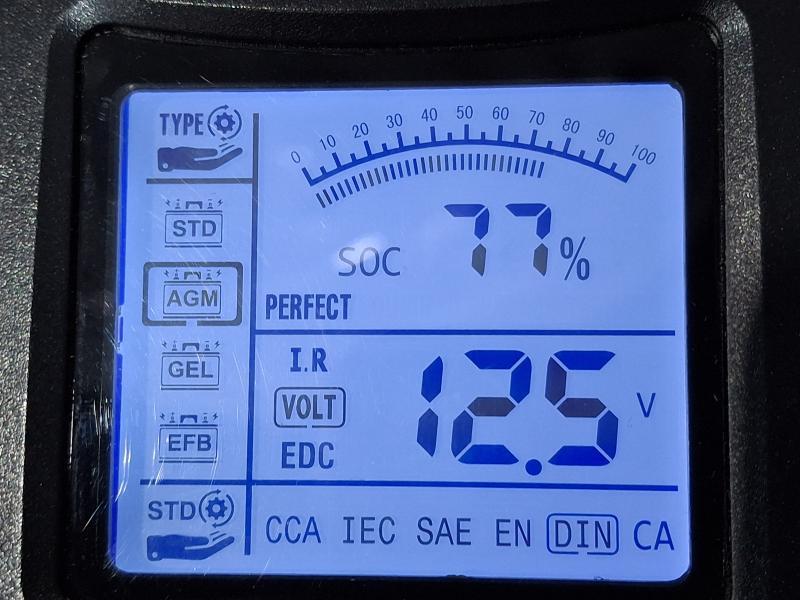 TYPE
0 10 20 30 40 50 60 70 80 90 100
STD
SOC 77%
AGM
PERFECT
GEL
I.R
VOLT 12.5 V
EFB
EDC
STD
CCA IEC SAE EN DIN CA